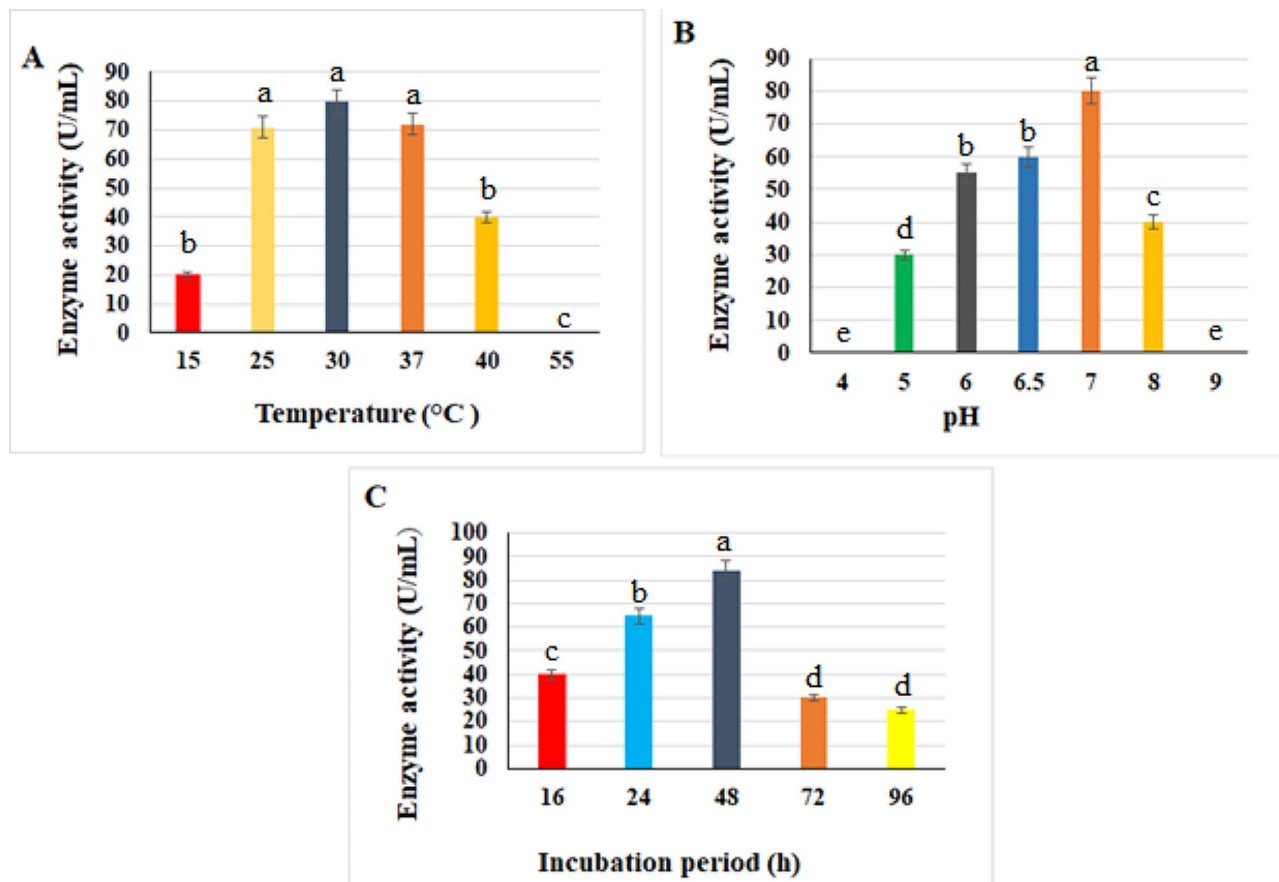 A
Enzyme activity (U/mL)
90
80
70
60
50
40
30
20
10
0
b
a
a
a
b
c
15 25 30 37 40 55
Temperature (°C )
B
Enzyme activity (U/mL)
90
80
70
60
50
40
30
20
10
0
e
d
b
b
a
c
e
4 5 6 6.5 7 8 9
pH
C
Enzyme activity (U/mL)
100
90
80
70
60
50
40
30
20
10
0
c
b
a
d
d
16 24 48 72 96
Incubation period (h)